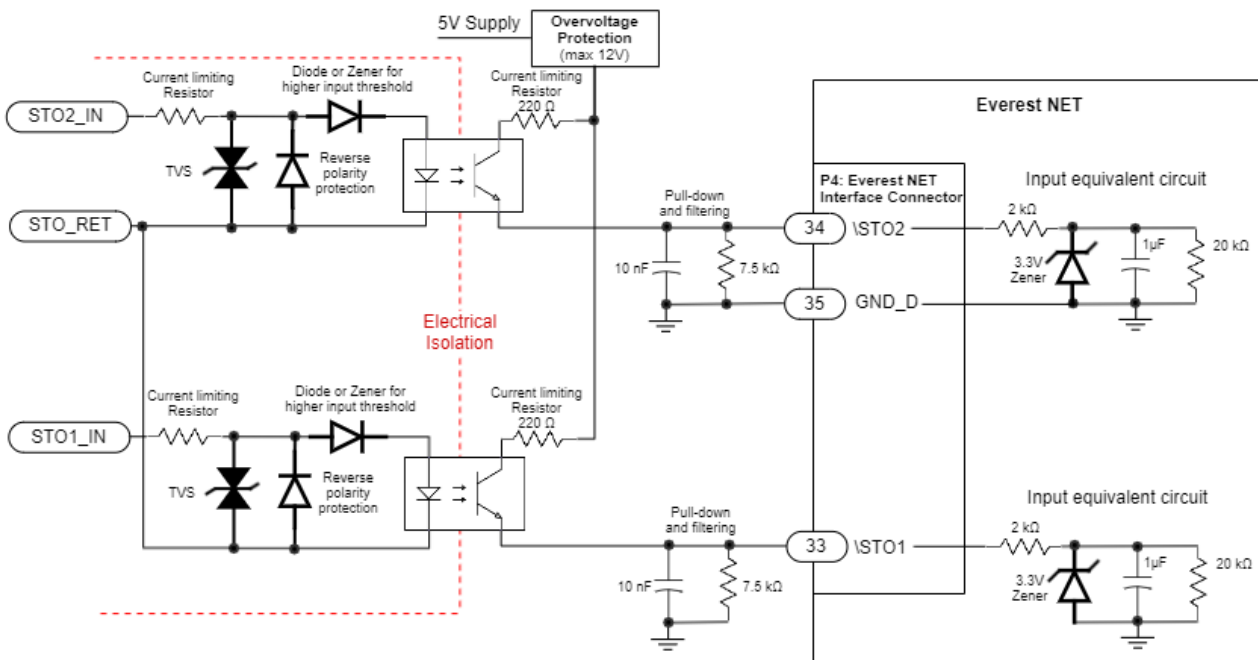 5V Supply
Overvoltage
Protection
(max 12V)
Current limiting
Resistor
Diode or Zener for
higher input threshold
Current limiting
Resistor
220 Ω
STO2_IN
TVS
Reverse
polarity
protection
STO_RET
Everest NET
P4: Everest NET
Interface Connector
Input equivalent circuit
Pull-down
and filtering
34
\STO2
2 kΩ
10 nF
7.5 kΩ
3.3V
Zener
1µF
20 kΩ
35
GND_D
Electrical
Isolation
Current limiting
Resistor
Diode or Zener for
higher input threshold
Current limiting
Resistor
220 Ω
STO1_IN
TVS
Reverse
polarity
protection
Input equivalent circuit
Pull-down
and filtering
33
\STO1
2 kΩ
10 nF
7.5 kΩ
3.3V
Zener
1µF
20 kΩ